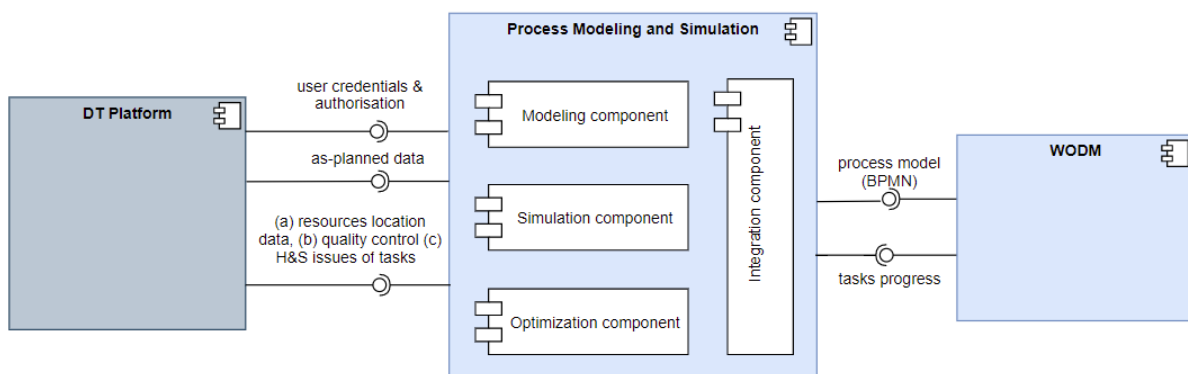 Process Modeling and Simulation
DT Platform
user credentials &
authorisation
as-planned data
(a) resources location
data, (b) quality control (c)
H&S issues of tasks
Modeling component
Simulation component
Optimization component
Integration component
process model
(BPMN)
tasks progress
WODM